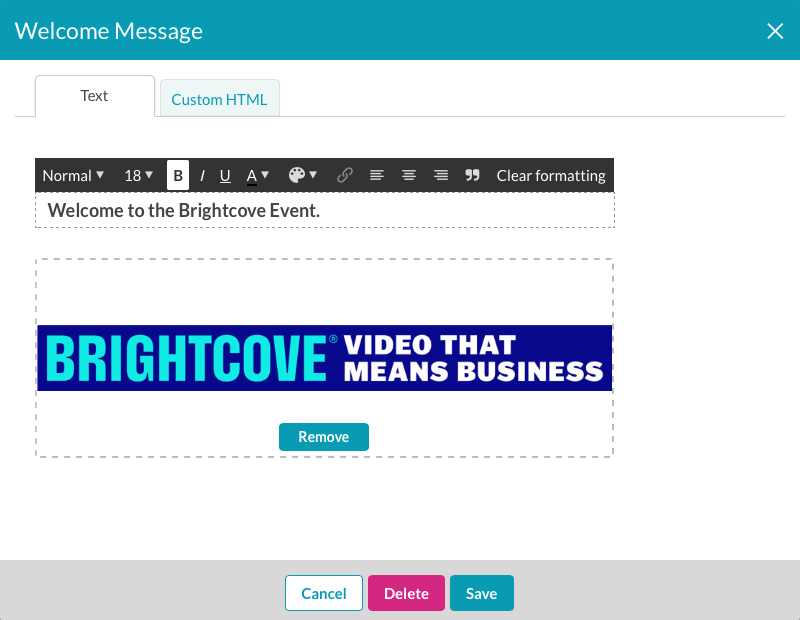 Welcome Message
Text
Custom HTML
Normal 18 B I U A Clear formatting
Welcome to the Brightcove Event.
BRIGHTCOVE® VIDEO THAT
MEANS BUSINESS
Remove
Cancel Delete Save